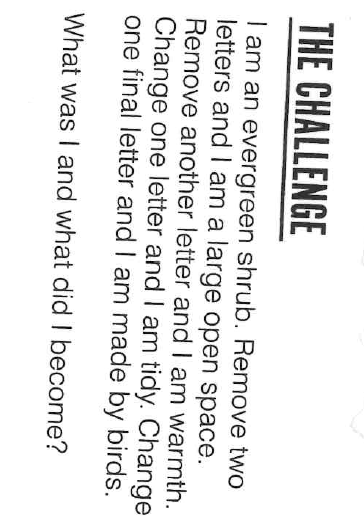 THE CHALLENGE
I am an evergreen shrub. Remove two
letters and I am a large open space.
Remove another letter and I am warmth.
Change one letter and I am tidy. Change
one final letter and I am made by birds.
What was I and what did I become?